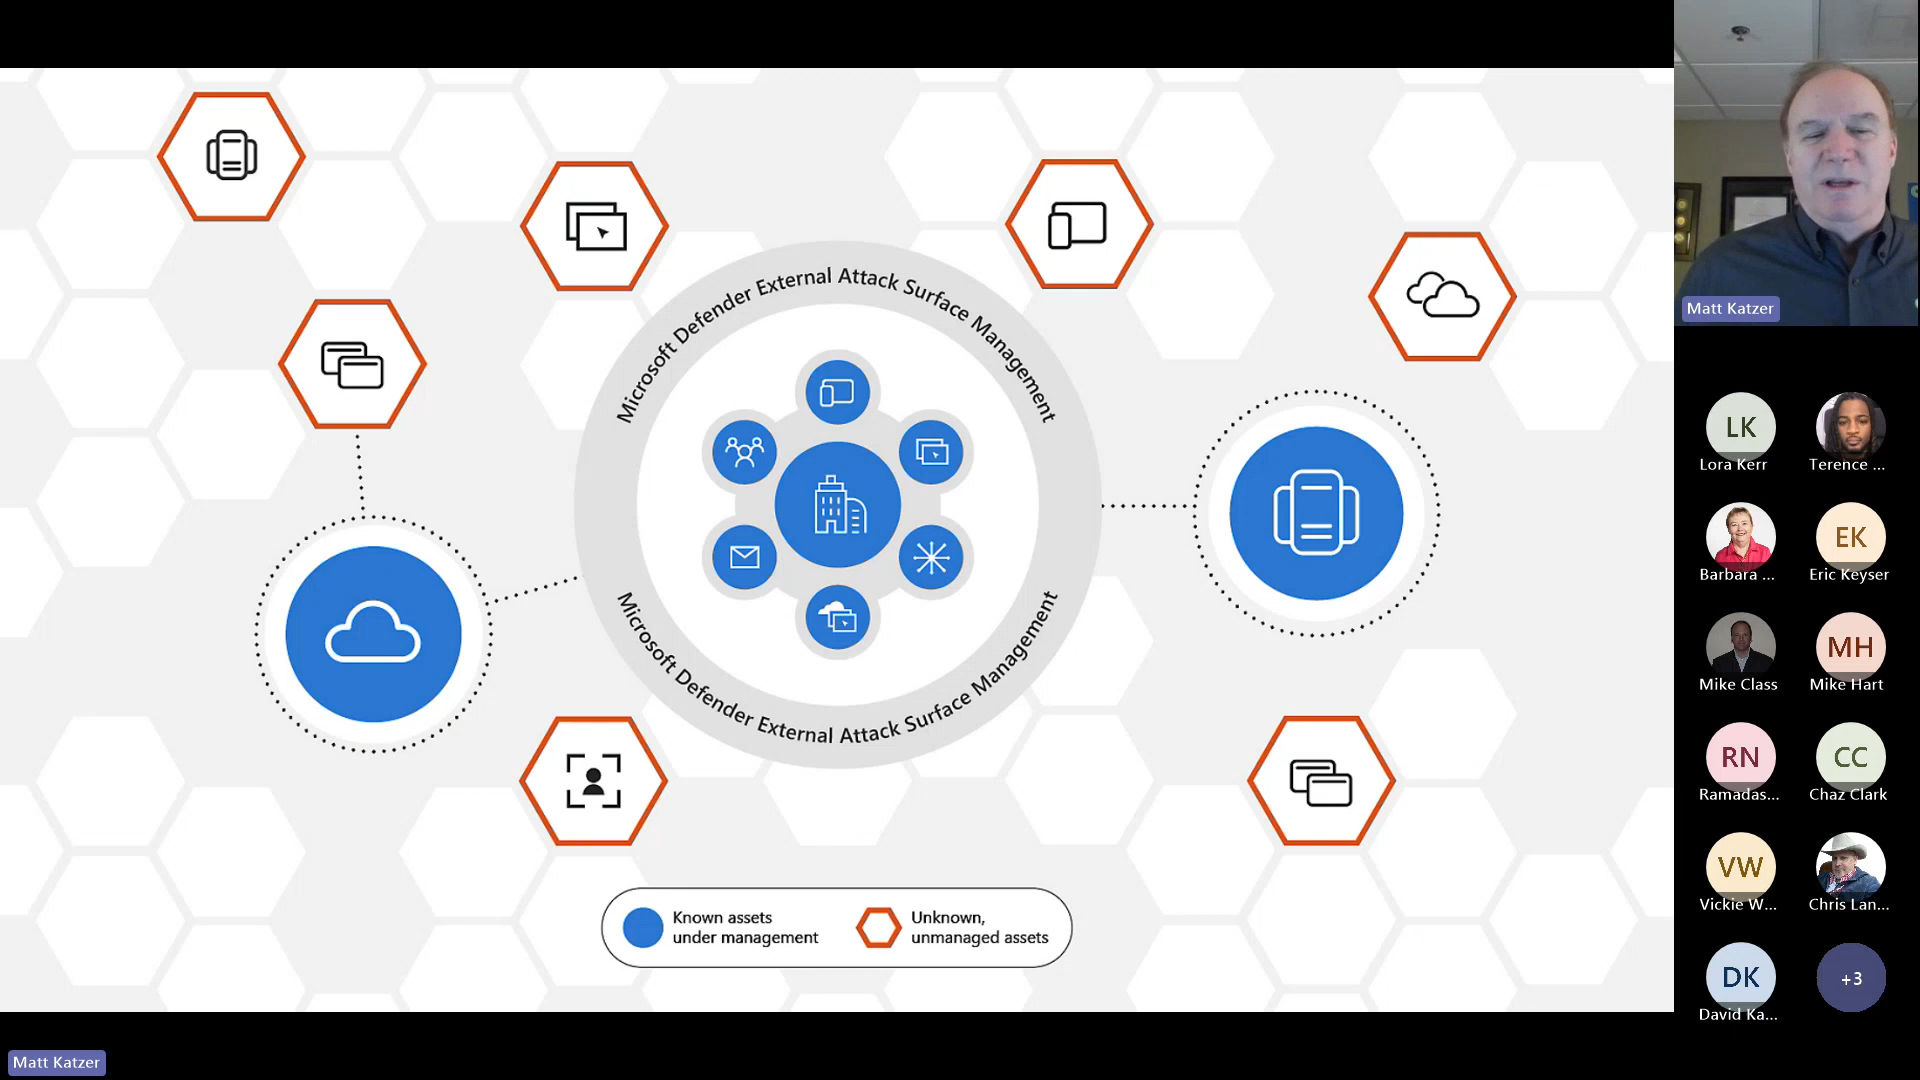 Microsoft Defender External Attack Surface Management
Microsoft Defender External Attack Surface Management
Known assets
under management
Unknown,
unmanaged assets
Matt Katzer
Matt Katzer
LK
Lora Kerr
Terence ...
Barbara ...
EK
Eric Keyser
Mike Class
MH
Mike Hart
RN
Ramadas...
CC
Chaz Clark
VW
Vickie W...
Chris Lan...
DK
David Ka...
+3